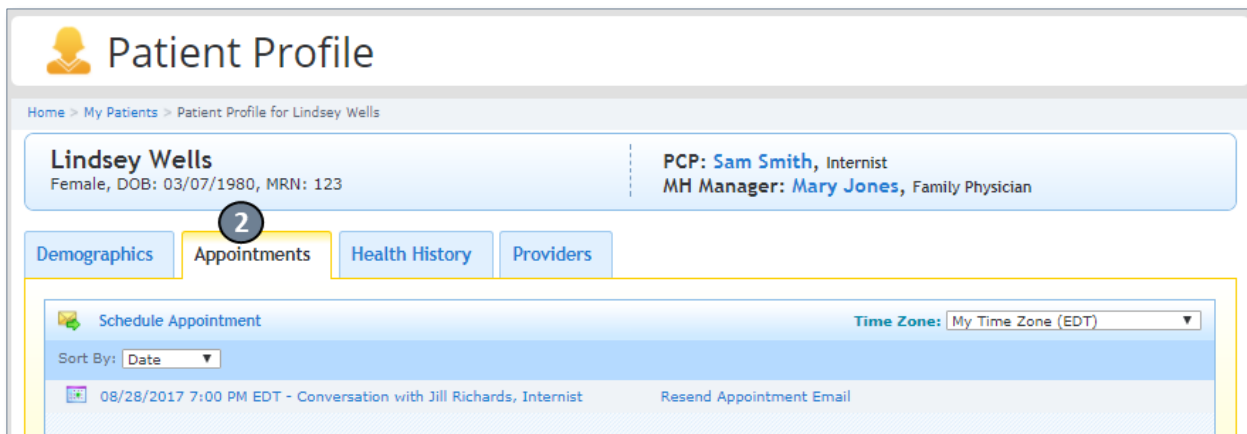 Patient Profile
Home > My Patients > Patient Profile for Lindsey Wells
Lindsey Wells
Female, DOB: 03/07/1980, MRN: 123
PCP: Sam Smith, Internist
MH Manager: Mary Jones, Family Physician
2
Demographics Appointments Health History Providers
Schedule Appointment Time Zone: My Time Zone (EDT)
Sort By: Date
08/28/2017 7:00 PM EDT - Conversation with Jill Richards, Internist Resend Appointment Email